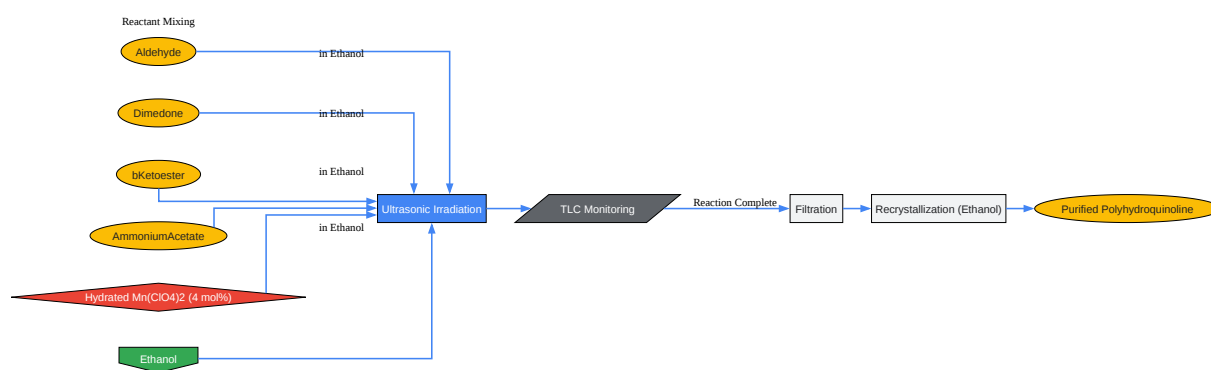 Reactant Mixing
Aldehyde
in Ethanol
Dimedone
in Ethanol
bKetoester
in Ethanol
Ultrasonic Irradiation
TLC Monitoring
Reaction Complete
Filtration
Recrystallization (Ethanol)
Purified Polyhydroquinoline
AmmoniumAcetate
in Ethanol
Hydrated Mn(ClO4)2 (4 mol%)
Ethanol